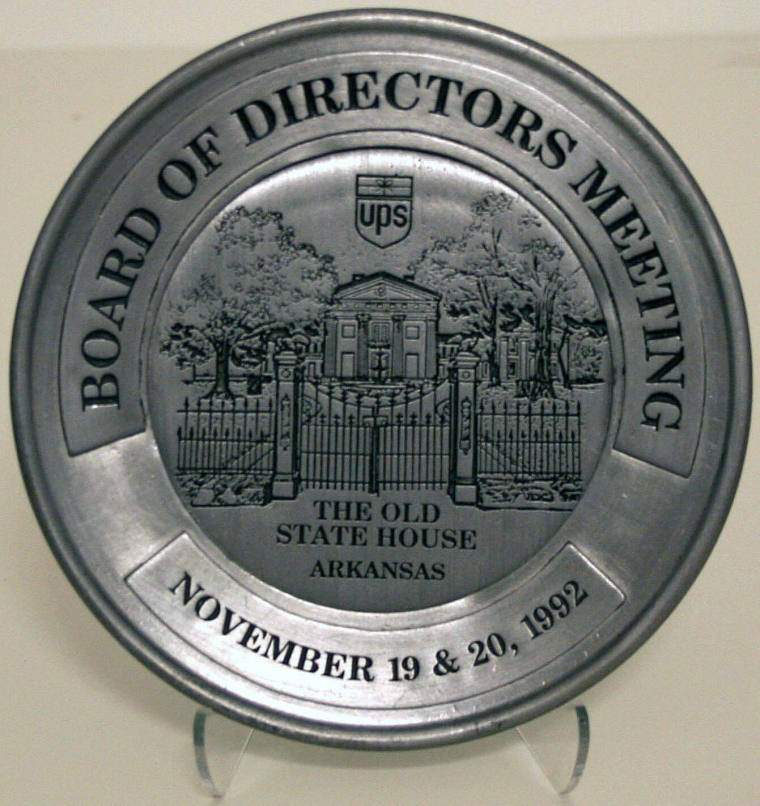 BOARD OF DIRECTORS MEETING
ups
THE OLD
STATE HOUSE
ARKANSAS
NOVEMBER 19 & 20, 1992